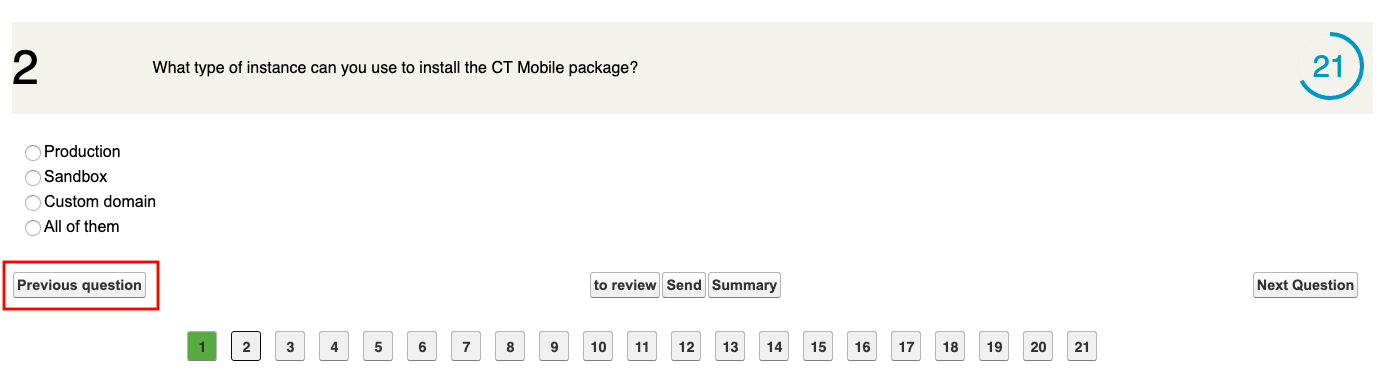 2
What type of instance can you use to install the CT Mobile package?
21
Production
Sandbox
Custom domain
All of them
Previous question
to review Send Summary
Next Question
1 2 3 4 5 6 7 8 9 10 11 12 13 14 15 16 17 18 19 20 21